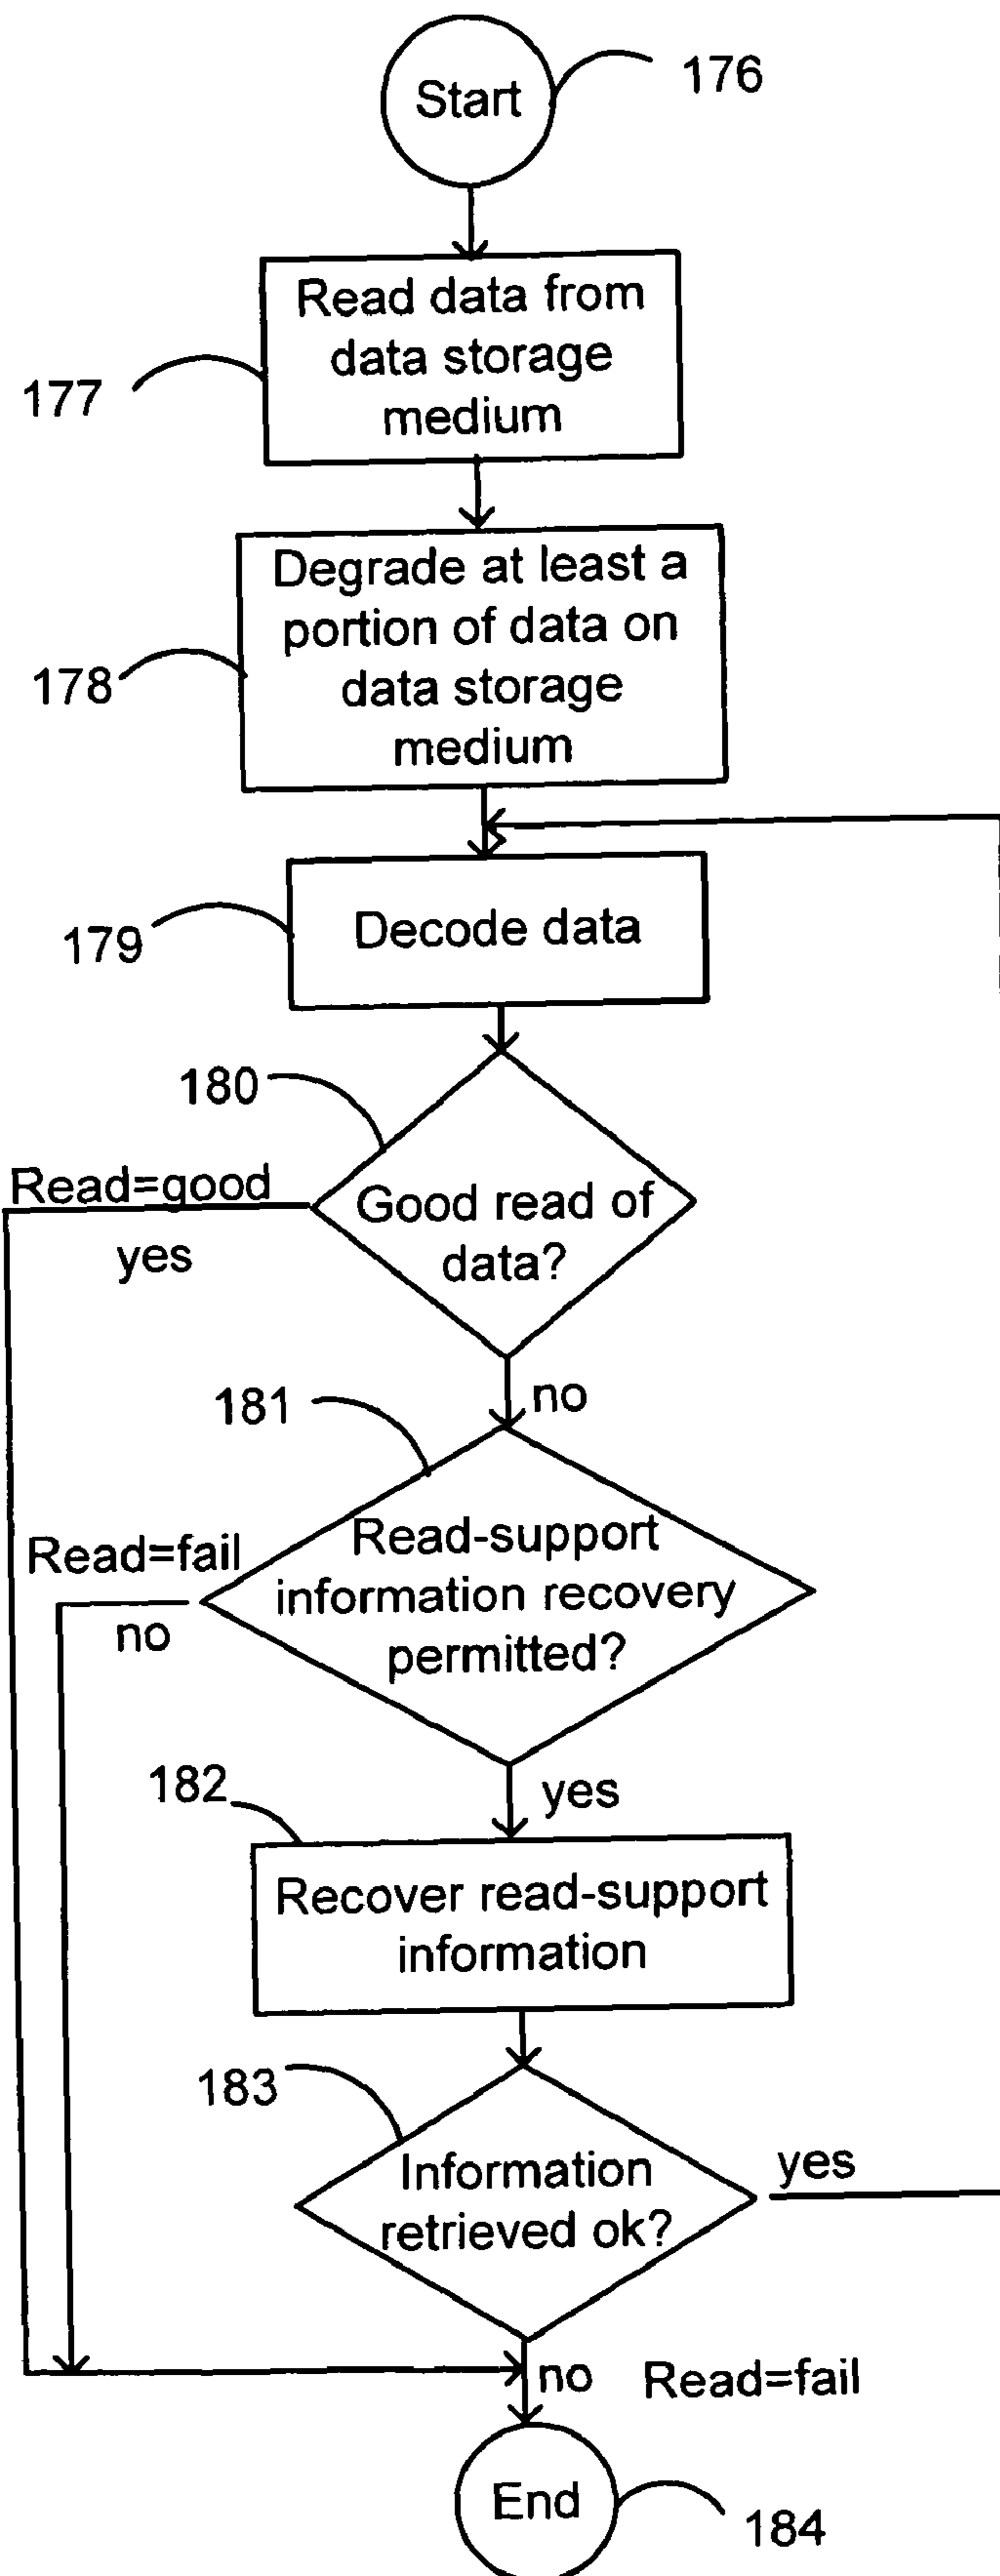 Start
176
Read data from
data storage
medium
177
Degrade at least a
portion of data on
data storage
medium
178
Decode data
179
180
Read=good
yes
Good read of
data?
no
181
Read=fail
no
Read-support
information recovery
permitted?
yes
182
Recover read-support
information
183
Information
retrieved ok?
yes
no
Read=fail
End
184